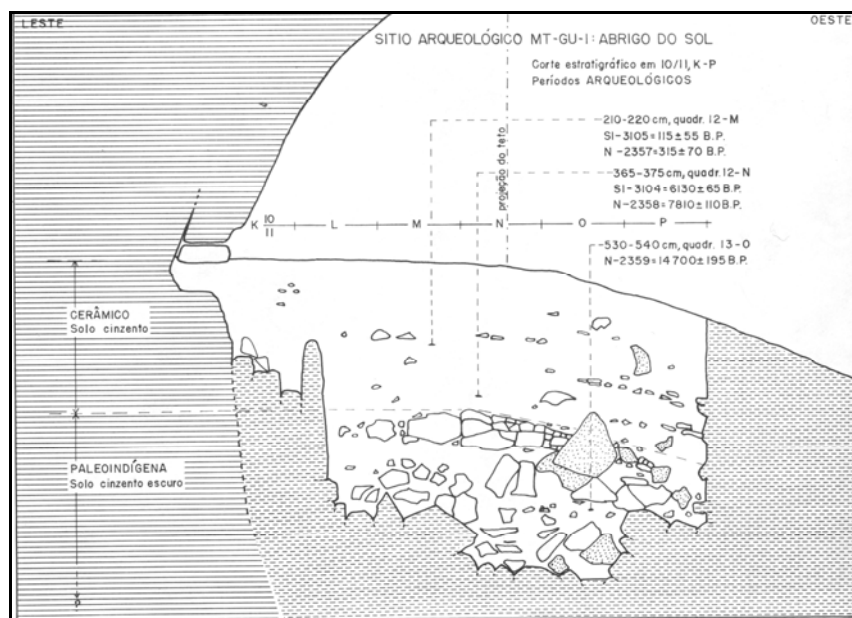 LESTE
OESTE
SITIO ARQUEOLÓGICO MT-GU-1: ABRIGO DO SOL
Corte estratigráfico em 10/11, K-P
Períodos ARQUEOLÓGICOS
210-220 cm, quadr. 12-M
SI-3105=115±55 B.P.
N-2357=315±70 B.P.
365-375 cm, quadr. 12-N
SI-3104=6130±65 B.P.
N-2358=7810±110 B.P.
530-540 cm, quadr. 13-O
N-2359=14700±195 B.P.
projeção do teto
K 10/11 L M N O P
CERÂMICO
Solo cinzento
PALEOINDÍGENA
Solo cinzento escuro